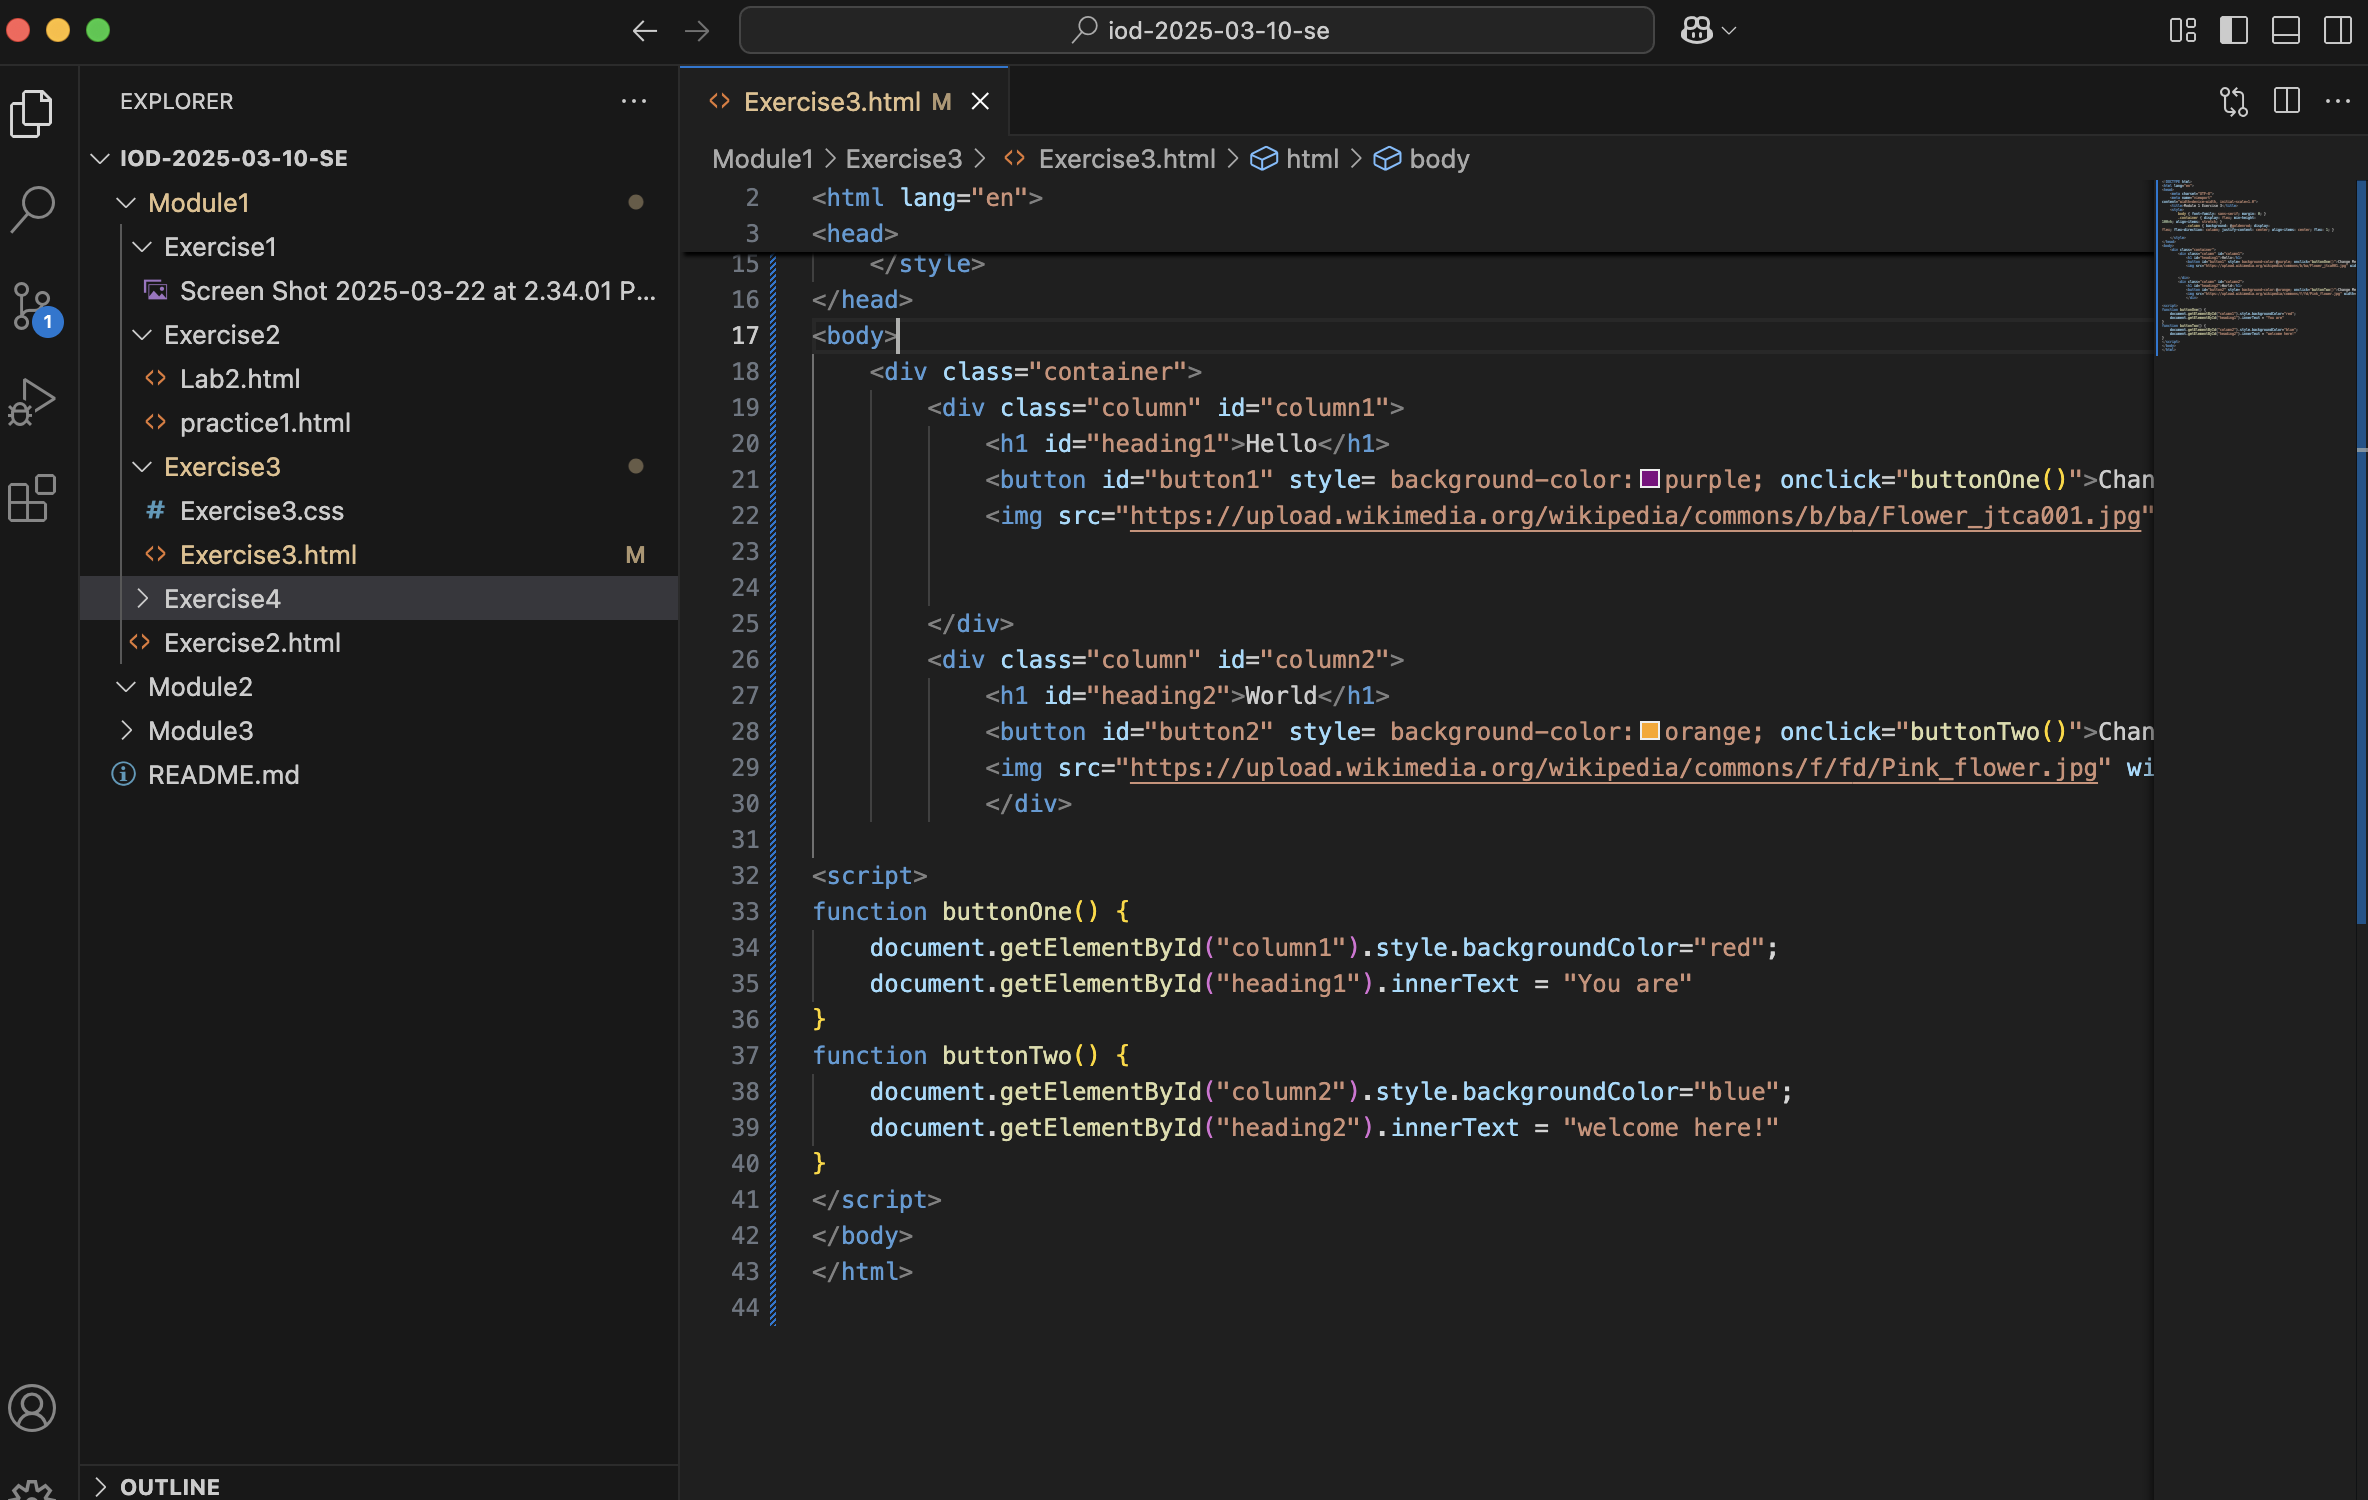 iod-2025-03-10-se
EXPLORER
IOD-2025-03-10-SE
Module1
Exercise1
Screen Shot 2025-03-22 at 2.34.01 P...
Exercise2
Lab2.html
practice1.html
Exercise3
# Exercise3.css
Exercise3.html M
Exercise4
Exercise2.html
Module2
Module3
README.md
OUTLINE
1
Exercise3.html M
Module1 > Exercise3 > Exercise3.html > html > body
2 <html lang="en">
3 <head>
15 </style>
16 </head>
17 <body>
18 <div class="container">
19 <div class="column" id="column1">
20 <h1 id="heading1">Hello</h1>
21 <button id="button1" style= background-color:purple; onclick="buttonOne()">Chan
22 <img src="https://upload.wikimedia.org/wikipedia/commons/b/ba/Flower_jtca001.jpg"
23
24
25 </div>
26 <div class="column" id="column2">
27 <h1 id="heading2">World</h1>
28 <button id="button2" style= background-color:orange; onclick="buttonTwo()">Chan
29 <img src="https://upload.wikimedia.org/wikipedia/commons/f/fd/Pink_flower.jpg" wi
30 </div>
31
32 <script>
33 function buttonOne() {
34 document.getElementById("column1").style.backgroundColor="red";
35 document.getElementById("heading1").innerText = "You are"
36 }
37 function buttonTwo() {
38 document.getElementById("column2").style.backgroundColor="blue";
39 document.getElementById("heading2").innerText = "welcome here!"
40 }
41 </script>
42 </body>
43 </html>
44